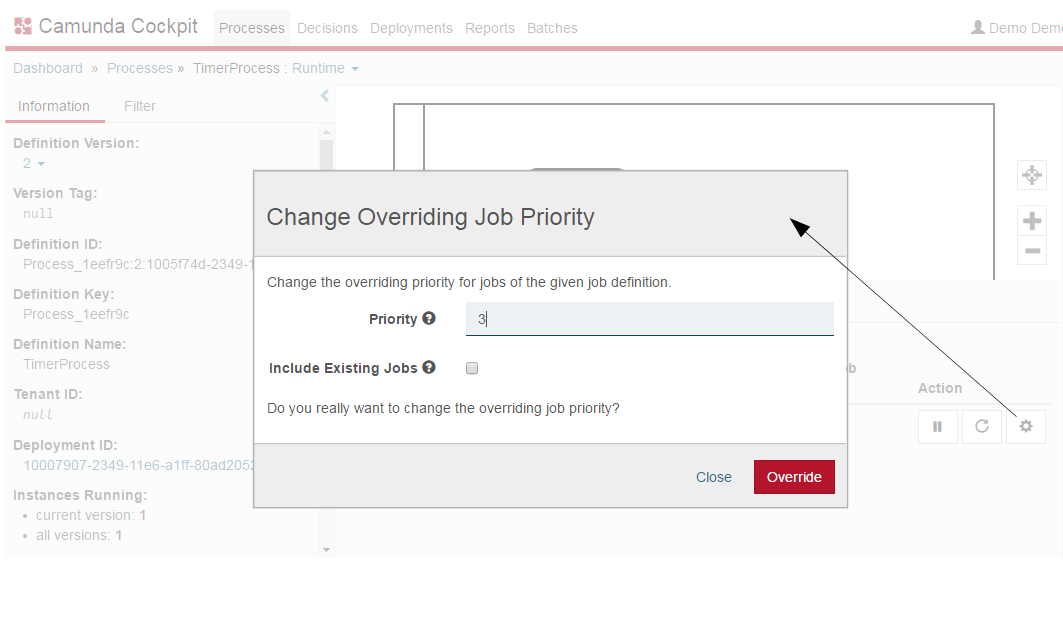 Camunda Cockpit Processes Decisions Deployments Reports Batches Demo Demo
Dashboard » Processes » TimerProcess : Runtime
Information Filter
Definition Version:
2
Version Tag:
null
Definition ID:
Process_1eefr9c:2:1005f74d-2349-1
Definition Key:
Process_1eefr9c
Definition Name:
TimerProcess
Tenant ID:
null
Deployment ID:
10007907-2349-11e6-a1ff-80ad2052
Instances Running:
• current version: 1
• all versions: 1
Change Overriding Job Priority
Change the overriding priority for jobs of the given job definition.
Priority
3
Include Existing Jobs
Do you really want to change the overriding job priority?
Close Override
Action